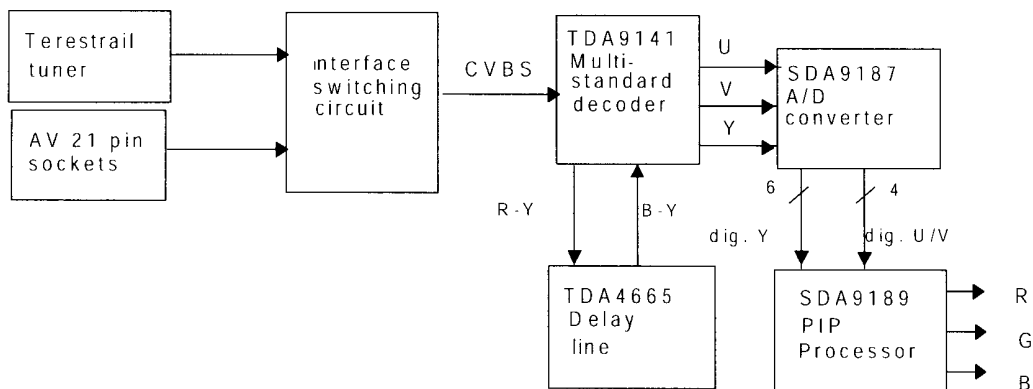 Terestrail
tuner
AV 21 pin
sockets
interface
switching
circuit
CVBS
TDA9141
Multi-
standard
decoder
U
V
Y
SDA9187
A/D
converter
R-Y
B-Y
6
4
dig. Y
dig. U/V
TDA4665
Delay
line
SDA9189
PIP
Processor
R
G
B